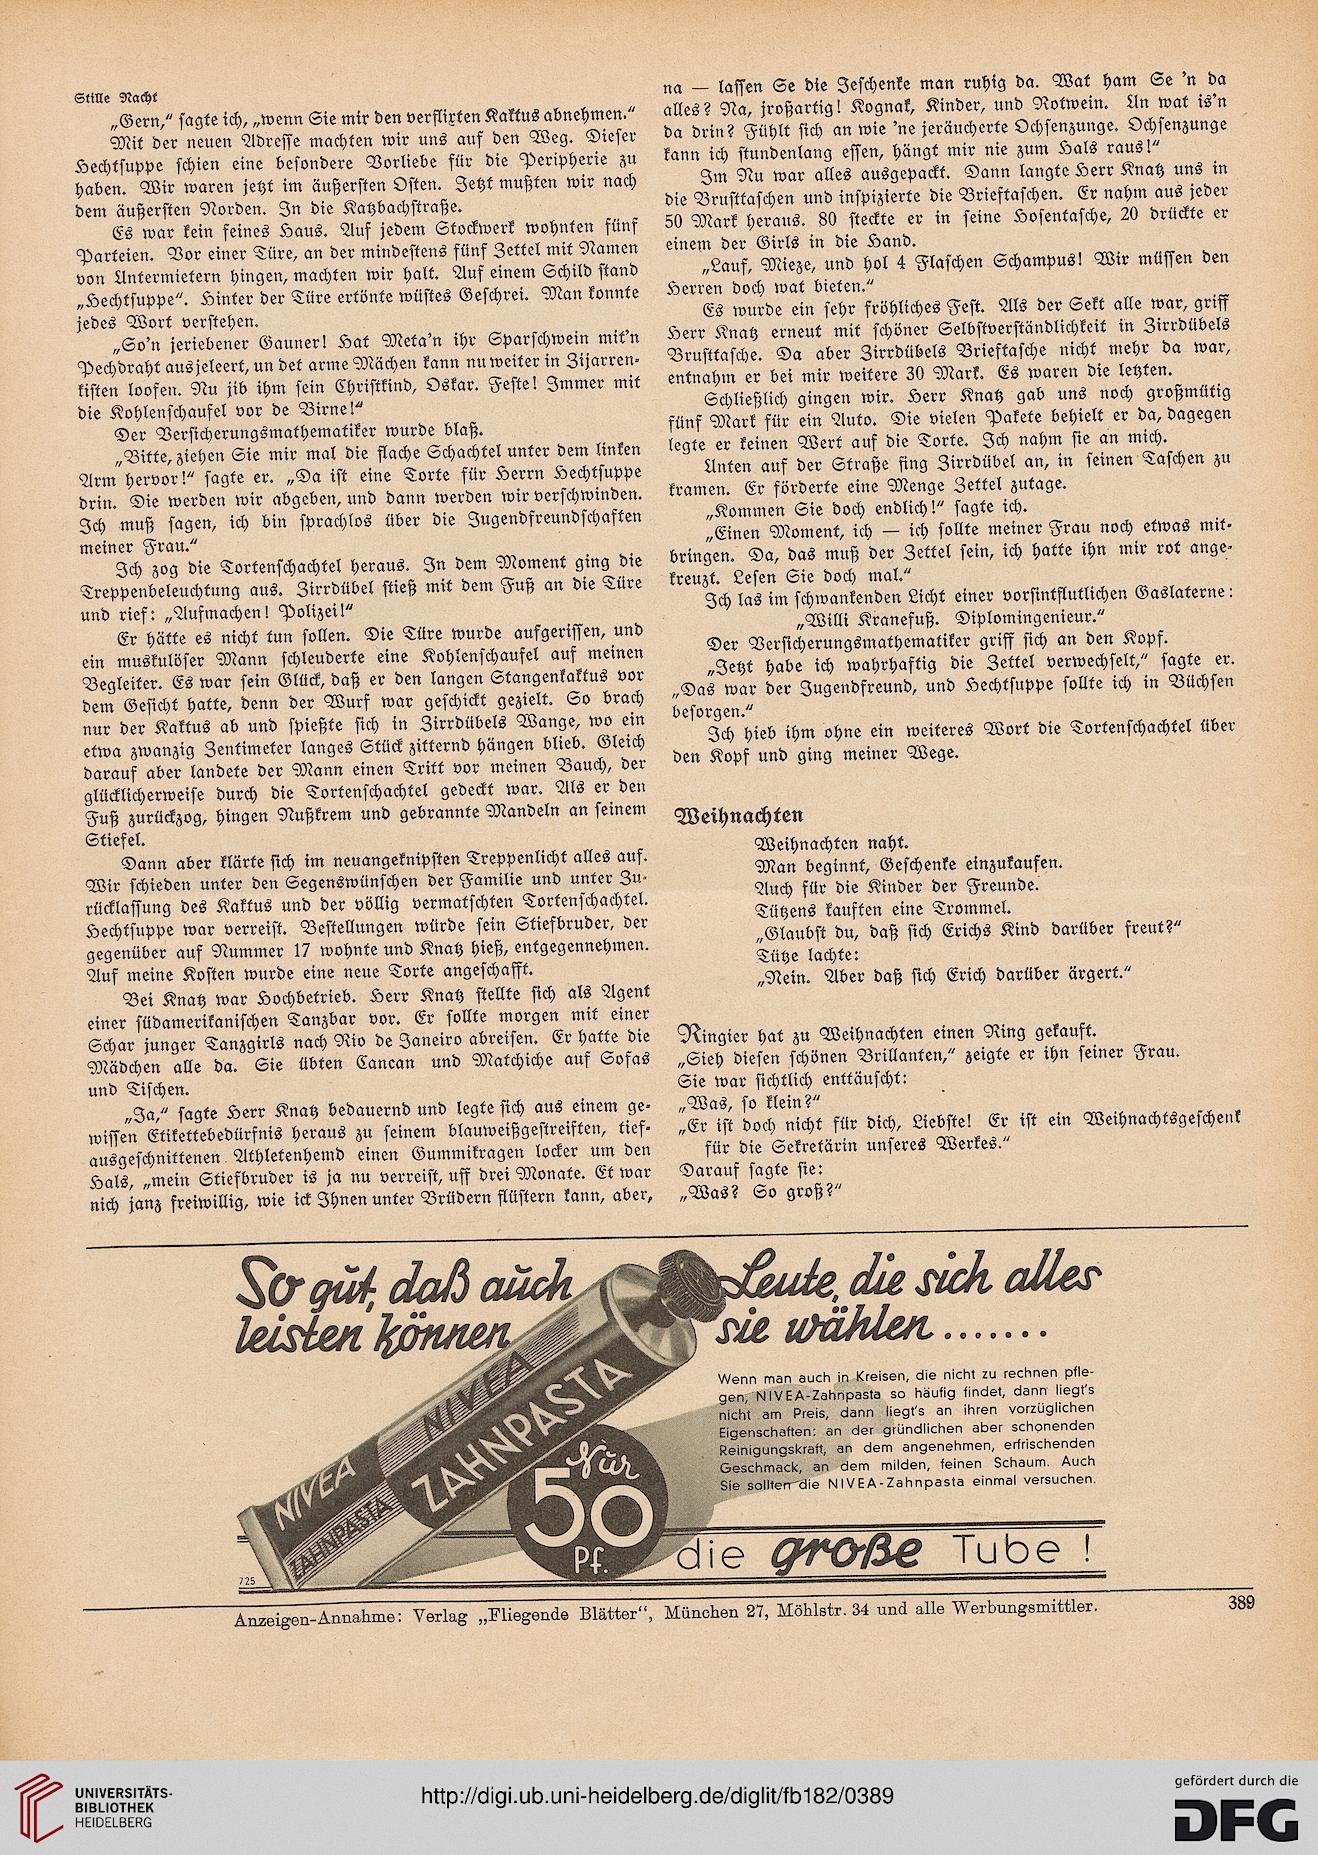 Stille Nacht
„Gern,“ sagte ich, „wenn Sie mir den verflixten Kaktus abnehmen.“
Mit der neuen Adresse machten wir uns auf den Weg. Dieser
Hechtsuppe schien eine besondere Vorliebe für die Peripherie zu
haben. Wir waren jetzt im äußersten Osten. Jetzt mußten wir nach
dem äußersten Norden. In die Katzbachstraße.
Es war kein feines Haus. Auf jedem Stockwerk wohnten fünf
Parteien. Vor einer Türe, an der mindestens fünf Zettel mit Namen
von Untermietern hingen, machten wir halt. Auf einem Schild stand
„Hechtsuppe“. Hinter der Türe ertönte wüstes Geschrei. Man konnte
jedes Wort verstehen.
„So'n jeriebener Gauner! Hat Meta'n ihr Sparschwein mit'n
Pechdraht ausjeleert, un det arme Mächen kann nu weiter in Zijarren-
kisten loofen. Nu jib ihm sein Christkind, Oskar. Feste! Immer mit
die Kohlenschaufel vor de Birne!“
Der Versicherungsmathematiker wurde blaß.
„Bitte, ziehen Sie mir mal die flache Schachtel unter dem linken
Arm hervor!“ sagte er. „Da ist eine Torte für Herrn Hechtsuppe
drin. Die werden wir abgeben, und dann werden wir verschwinden.
Ich muß sagen, ich bin sprachlos über die Jugendfreundschaften
meiner Frau.“
Ich zog die Tortenschachtel heraus. In dem Moment ging die
Treppenbeleuchtung aus. Zirrdübel stieß mit dem Fuß an die Türe
und rief: „Aufmachen! Polizei!“
Er hätte es nicht tun sollen. Die Türe wurde aufgerissen, und
ein muskulöser Mann schleuderte eine Kohlenschaufel auf meinen
Begleiter. Es war sein Glück, daß er den langen Stangenkaktus vor
dem Gesicht hatte, denn der Wurf war geschickt gezielt. So brach
nur der Kaktus ab und spießte sich in Zirrdübels Wange, wo ein
etwa zwanzig Zentimeter langes Stück zitternd hängen blieb. Gleich
darauf aber landete der Mann einen Tritt vor meinen Bauch, der
glücklicherweise durch die Tortenschachtel gedeckt war. Als er den
Fuß zurückzog, hingen Nußkrem und gebrannte Mandeln an seinem
Stiefel.
Dann aber klärte sich im neuangeknipsten Treppenlicht alles auf.
Wir schieden unter den Segenswünschen der Familie und unter Zu-
rücklassung des Kaktus und der völlig vermatschten Tortenschachtel.
Hechtsuppe war verreist. Bestellungen würde sein Stiefbruder, der
gegenüber auf Nummer 17 wohnte und Knatz hieß, entgegennehmen.
Auf meine Kosten wurde eine neue Torte angeschafft.
Bei Knatz war Hochbetrieb. Herr Knatz stellte sich als Agent
einer südamerikanischen Tanzbar vor. Er sollte morgen mit einer
Schar junger Tanzgirls nach Rio de Janeiro abreisen. Er hatte die
Mädchen alle da. Sie übten Cancan und Matchiche auf Sofas
und Tischen.
„Ja,“ sagte Herr Knatz bedauernd und legte sich aus einem ge-
wissen Etikettebedürfnis heraus zu seinem blauweißgestreiften, tief-
ausgeschnittenen Athletenhemd einen Gummikragen locker um den
Hals, „mein Stiefbruder is ja nu verreist, uff drei Monate. Et war
nich janz freiwillig, wie ick Ihnen unter Brüdern flüstern kann, aber,
na — lassen Se die Jeschenke man ruhig da. Wat ham Se 'n da
alles? Na, jroßartig! Kognak, Kinder, und Rotwein. Un wat is'n
da drin? Fühlt sich an wie 'ne jeräucherte Ochsenzunge. Ochsenzunge
kann ich stundenlang essen, hängt mir nie zum Hals raus!“
Im Nu war alles ausgepackt. Dann langte Herr Knatz uns in
die Brusttaschen und inspizierte die Brieftaschen. Er nahm aus jeder
50 Mark heraus. 80 steckte er in seine Hosentasche, 20 drückte er
einem der Girls in die Hand.
„Lauf, Mieze, und hol 4 Flaschen Schampus! Wir müssen den
Herren doch wat bieten.“
Es wurde ein sehr fröhliches Fest. Als der Sekt alle war, griff
Herr Knatz erneut mit schöner Selbstverständlichkeit in Zirrdübels
Brusttasche. Da aber Zirrdübels Brieftasche nicht mehr da war,
entnahm er bei mir weitere 30 Mark. Es waren die letzten.
Schließlich gingen wir. Herr Knatz gab uns noch großmütig
fünf Mark für ein Auto. Die vielen Pakete behielt er da, dagegen
legte er keinen Wert auf die Torte. Ich nahm sie an mich.
Unten auf der Straße fing Zirrdübel an, in seinen Taschen zu
kramen. Er förderte eine Menge Zettel zutage.
„Kommen Sie doch endlich!“ sagte ich.
„Einen Moment, ich — ich sollte meiner Frau noch etwas mit-
bringen. Da, das muß der Zettel sein, ich hatte ihn mir rot ange-
kreuzt. Lesen Sie doch mal.“
Ich las im schwankenden Licht einer vorsintflutlichen Gaslaterne:
„Willi Kranefuß. Diplomingenieur.“
Der Versicherungsmathematiker griff sich an den Kopf.
„Jetzt habe ich wahrhaftig die Zettel verwechselt,“ sagte er.
„Das war der Jugendfreund, und Hechtsuppe sollte ich in Büchsen
besorgen.“
Ich hieb ihm ohne ein weiteres Wort die Tortenschachtel über
den Kopf und ging meiner Wege.
Weihnachten
Weihnachten naht.
Man beginnt, Geschenke einzukaufen.
Auch für die Kinder der Freunde.
Tützens kauften eine Trommel.
„Glaubst du, daß sich Erichs Kind darüber freut?“
Tütze lachte:
„Nein. Aber daß sich Erich darüber ärgert.“
Ringier hat zu Weihnachten einen Ring gekauft.
„Sieh diesen schönen Brillanten,“ zeigte er ihn seiner Frau.
Sie war sichtlich enttäuscht:
„Was, so klein?“
„Er ist doch nicht für dich, Liebste! Er ist ein Weihnachtsgeschenk
für die Sekretärin unseres Werkes.“
Darauf sagte sie:
„Was? So groß?“
So gut, daß auch Leute, die sich alles
leisten können, sie wählen.......
NIVEA
ZAHNPASTA
NIVEA
ZAHNPASTA
Wenn man auch in Kreisen, die nicht zu rechnen pfle-
gen, NIVEA-Zahnpasta so häufig findet, dann liegt's
nicht am Preis, dann liegt's an ihren vorzüglichen
Eigenschaften: an der gründlichen aber schonenden
Reinigungskraft, an dem angenehmen, erfrischenden
Geschmack, an dem milden, feinen Schaum. Auch
Sie sollten die NIVEA-Zahnpasta einmal versuchen.
Nur
50
Pf.
die große Tube !
725
Anzeigen-Annahme: Verlag „Fliegende Blätter“, München 27, Möhlstr. 34 und alle Werbungsmittler.
389
UNIVERSITÄTS-
BIBLIOTHEK
HEIDELBERG
http://digi.ub.uni-heidelberg.de/diglit/fb182/0389
gefördert durch die
DFG